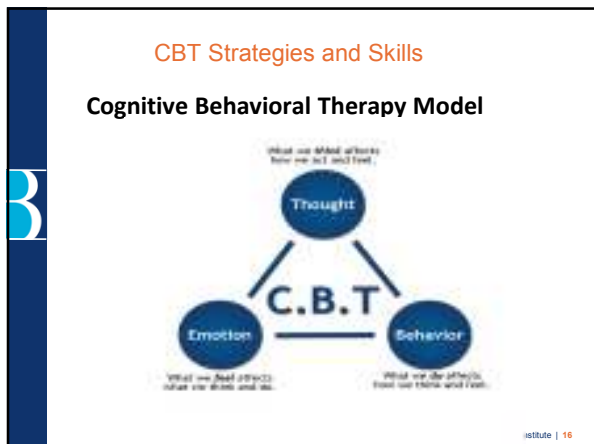 CBT Strategies and Skills
Cognitive Behavioral Therapy Model
What we think affects
how we act and feel.
Thought
C.B.T
Emotion
Behavior
What we feel affects
what we think and do.
What we do affects
how we think and feel.
stitute | 16